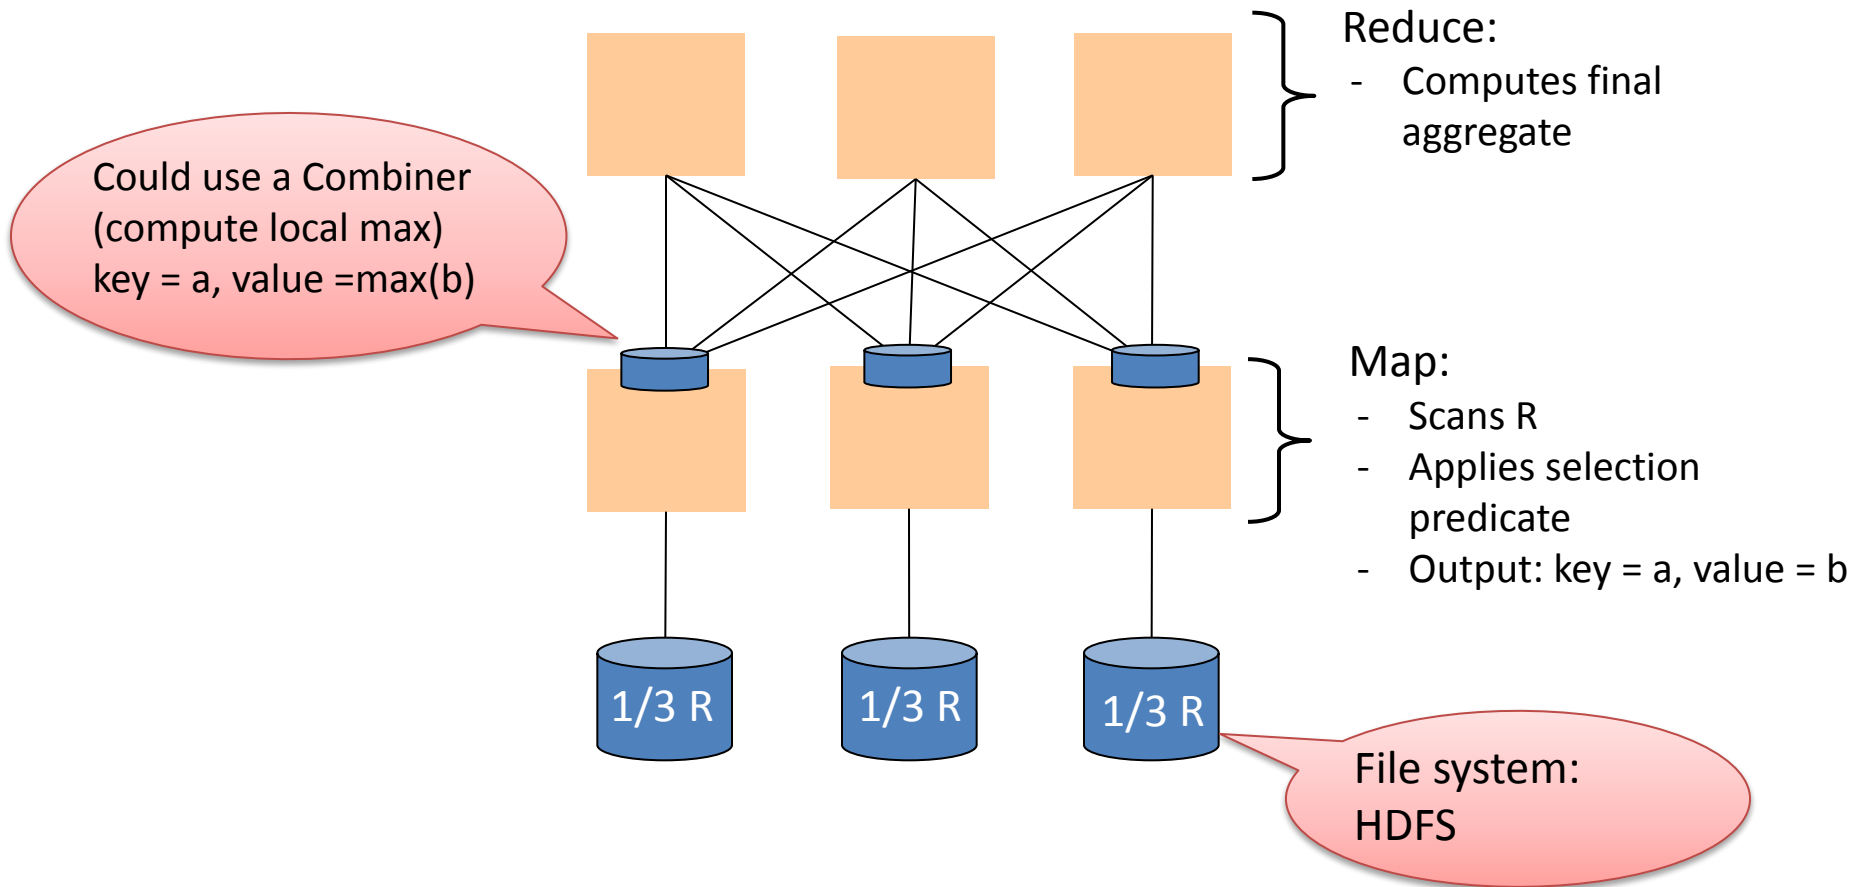 Reduce:
- Computes final
aggregate
Could use a Combiner
(compute local max)
key = a, value =max(b)
Map:
- Scans R
- Applies selection
predicate
- Output: key = a, value = b
1/3 R
1/3 R
1/3 R
File system:
HDFS